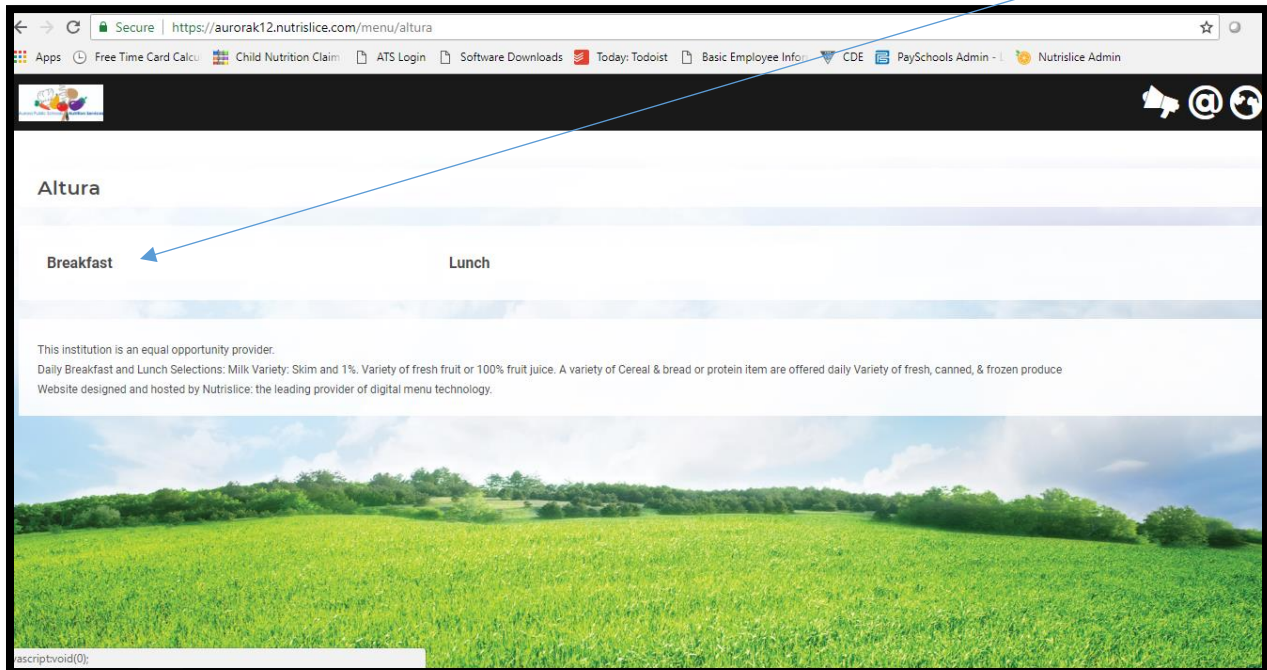 Secure | https://aurorak12.nutrislice.com/menu/altura
Apps Free Time Card Calcu Child Nutrition Claim ATS Login Software Downloads Today: Todoist Basic Employee Infor CDE PaySchools Admin - L Nutrislice Admin
@
Altura
Breakfast Lunch
This institution is an equal opportunity provider.
Daily Breakfast and Lunch Selections: Milk Variety: Skim and 1%. Variety of fresh fruit or 100% fruit juice. A variety of Cereal & bread or protein item are offered daily Variety of fresh, canned, & frozen produce
Website designed and hosted by Nutrislice: the leading provider of digital menu technology.
vascript:void(0);